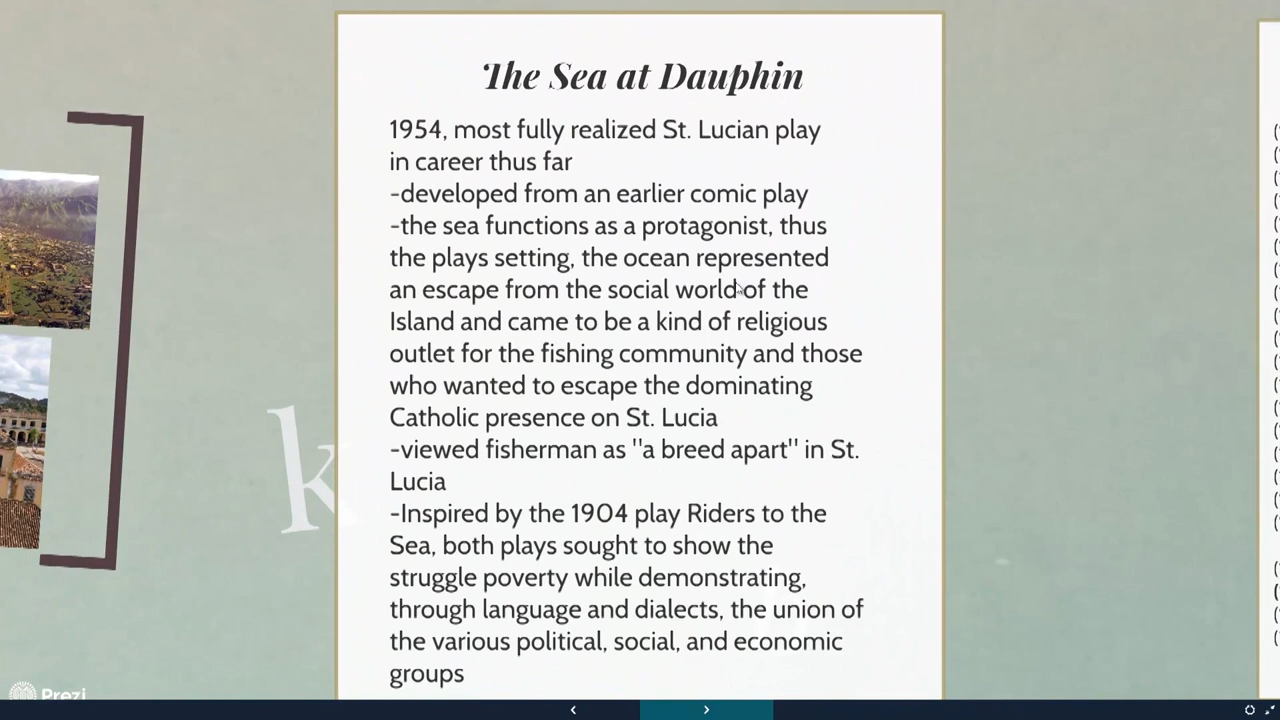 The Sea at Dauphin
1954, most fully realized St. Lucian play
in career thus far
-developed from an earlier comic play
-the sea functions as a protagonist, thus
the plays setting, the ocean represented
an escape from the social world of the
Island and came to be a kind of religious
outlet for the fishing community and those
who wanted to escape the dominating
Catholic presence on St. Lucia
-viewed fisherman as "a breed apart" in St.
Lucia
-Inspired by the 1904 play Riders to the
Sea, both plays sought to show the
struggle poverty while demonstrating,
through language and dialects, the union of
the various political, social, and economic
groups
k
Prezi